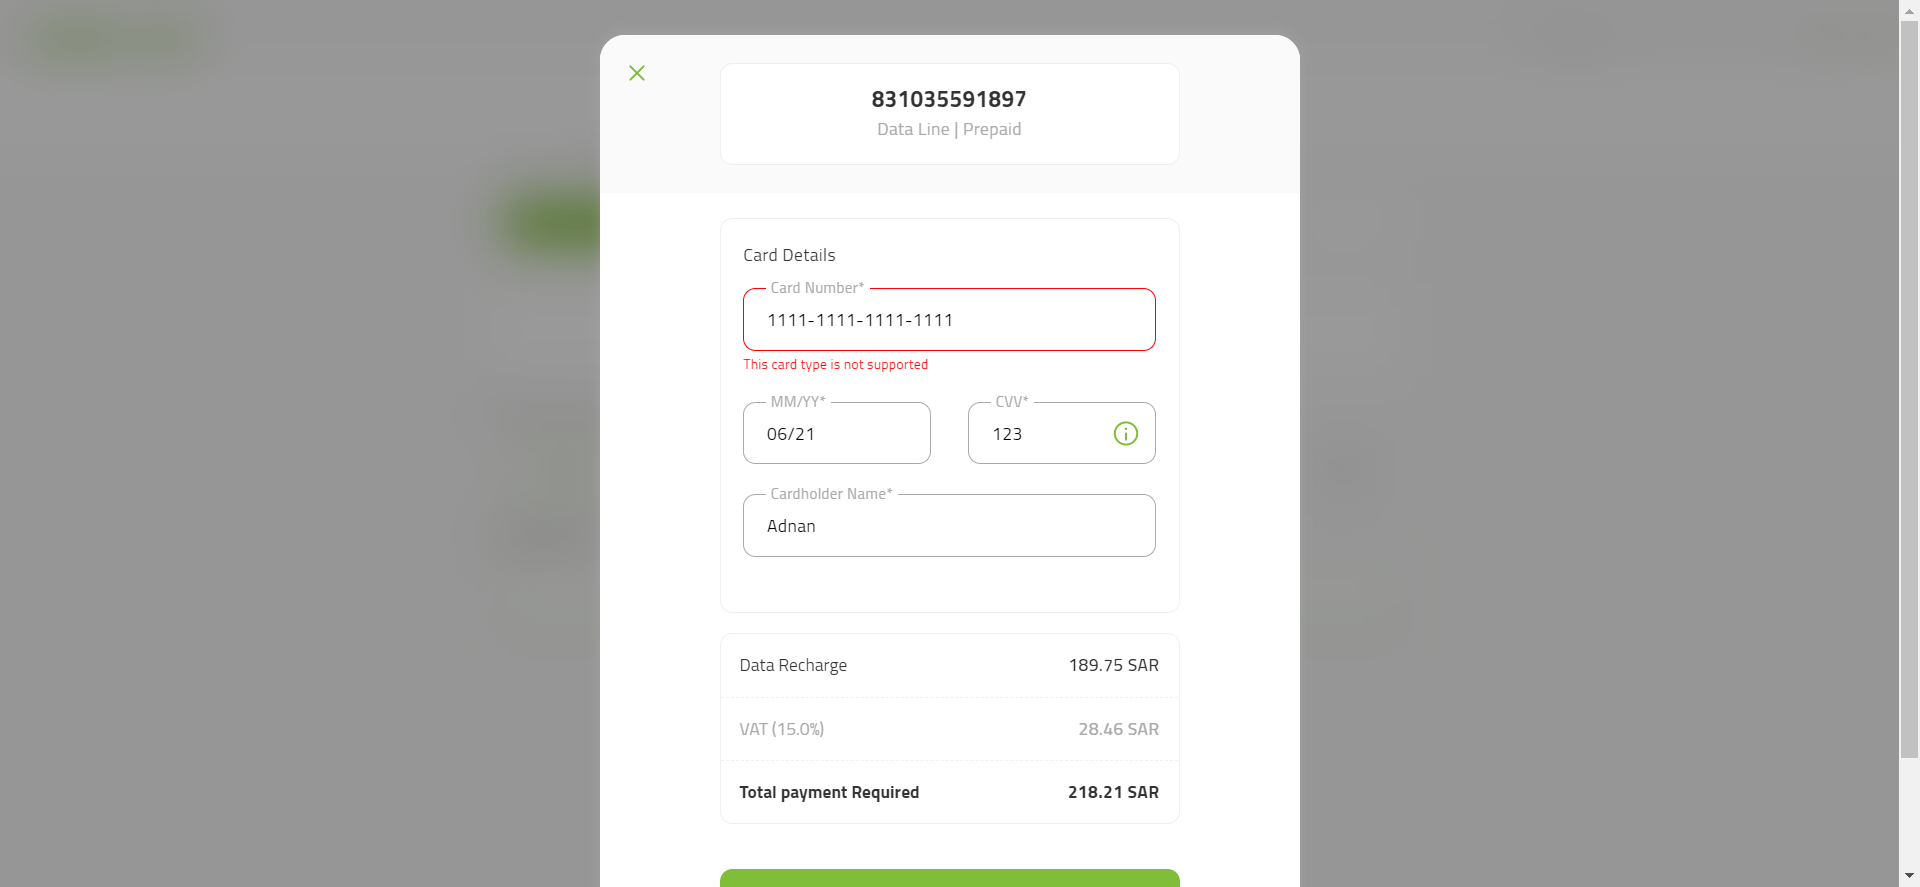 831035591897
Data Line | Prepaid
Card Details
Card Number*
1111-1111-1111-1111
This card type is not supported
MM/YY*
CVV*
06/21
123
Cardholder Name*
Adnan
Data Recharge
189.75 SAR
VAT (15.0%)
28.46 SAR
Total payment Required
218.21 SAR